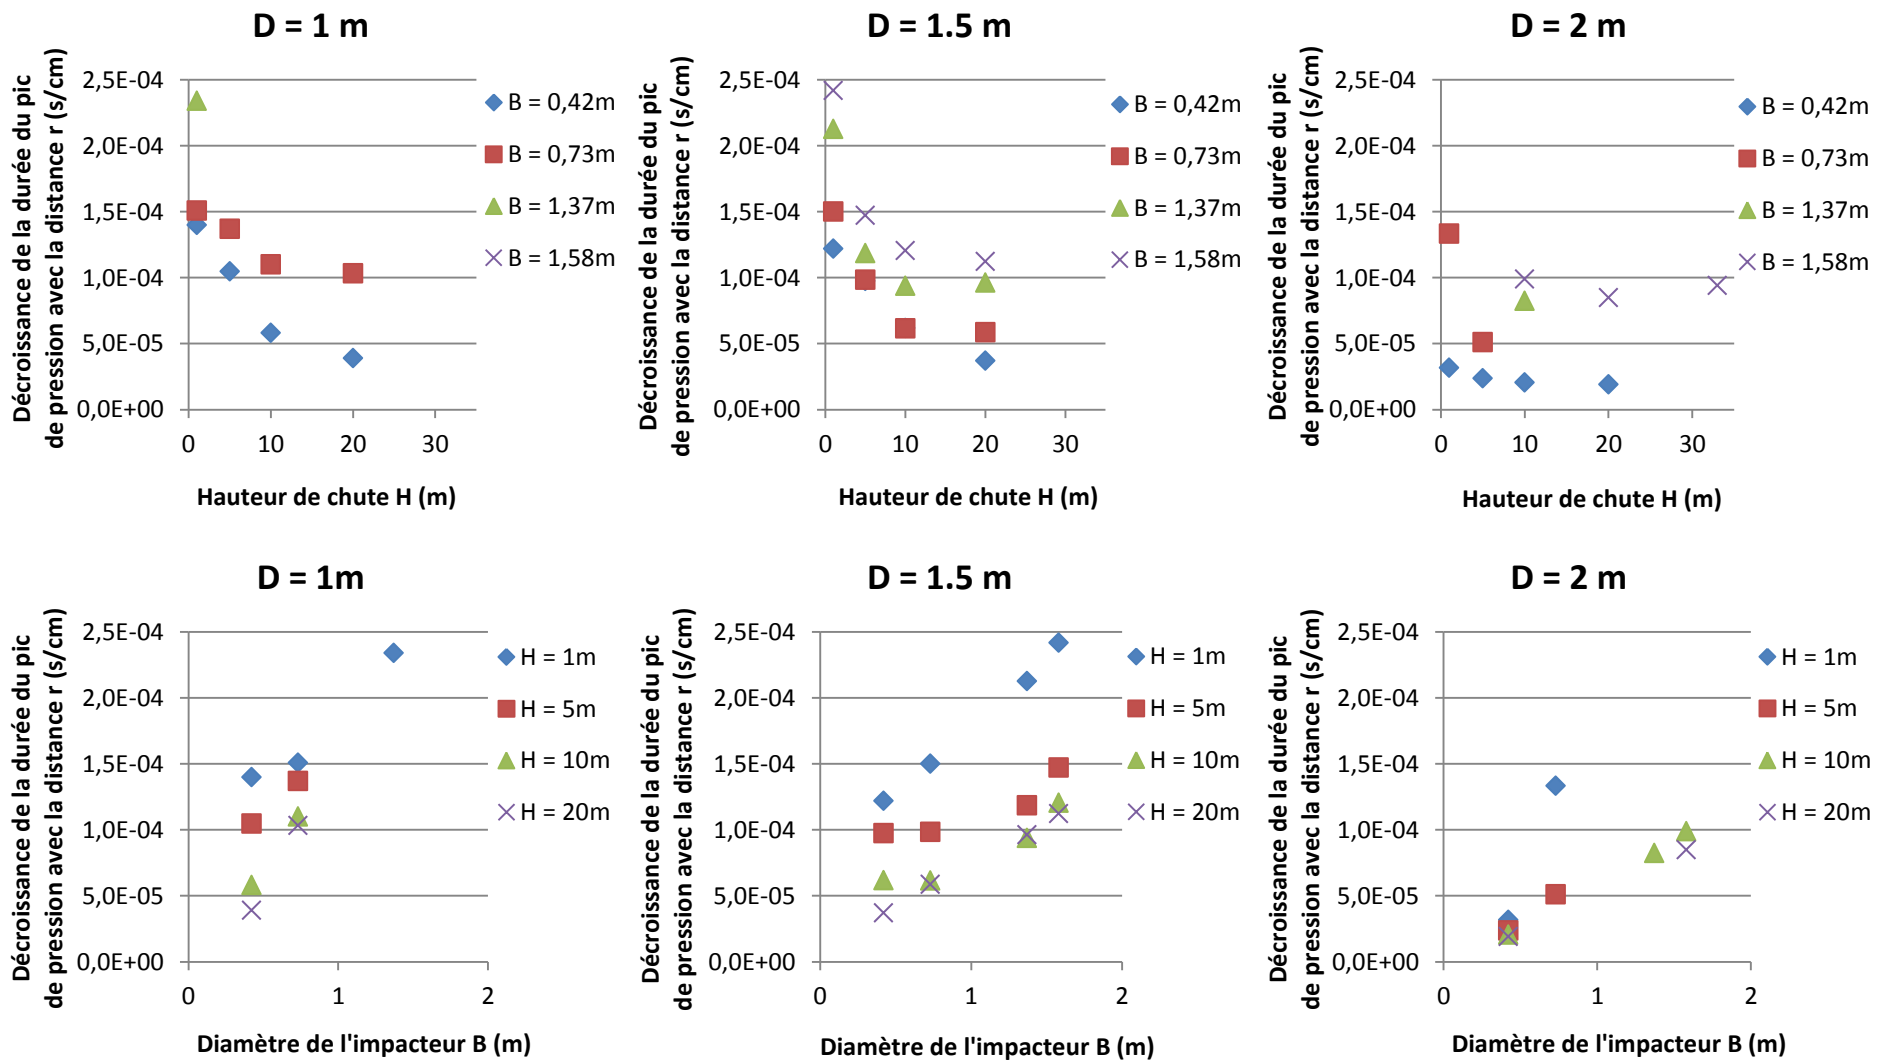 D = 1 m
Décroissance de la durée du pic
de pression avec la distance r (s/cm)
2,5E-04
2,0E-04
1,5E-04
1,0E-04
5,0E-05
0,0E+00
0 10 20 30
Hauteur de chute H (m)
B = 0,42m
B = 0,73m
B = 1,37m
B = 1,58m
D = 1.5 m
Décroissance de la durée du pic
de pression avec la distance r (s/cm)
2,5E-04
2,0E-04
1,5E-04
1,0E-04
5,0E-05
0,0E+00
0 10 20 30
Hauteur de chute H (m)
B = 0,42m
B = 0,73m
B = 1,37m
B = 1,58m
D = 2 m
Décroissance de la durée du pic
de pression avec la distance r (s/cm)
2,5E-04
2,0E-04
1,5E-04
1,0E-04
5,0E-05
0,0E+00
0 10 20 30
Hauteur de chute H (m)
B = 0,42m
B = 0,73m
B = 1,37m
B = 1,58m
D = 1m
Décroissance de la durée du pic
de pression avec la distance r (s/cm)
2,5E-04
2,0E-04
1,5E-04
1,0E-04
5,0E-05
0,0E+00
0 1 2
Diamètre de l'impacteur B (m)
H = 1m
H = 5m
H = 10m
H = 20m
D = 1.5 m
Décroissance de la durée du pic
de pression avec la distance r (s/cm)
2,5E-04
2,0E-04
1,5E-04
1,0E-04
5,0E-05
0,0E+00
0 1 2
Diamètre de l'impacteur B (m)
H = 1m
H = 5m
H = 10m
H = 20m
D = 2 m
Décroissance de la durée du pic
de pression avec la distance r (s/cm)
2,5E-04
2,0E-04
1,5E-04
1,0E-04
5,0E-05
0,0E+00
0 1 2
Diamètre de l'impacteur B (m)
H = 1m
H = 5m
H = 10m
H = 20m